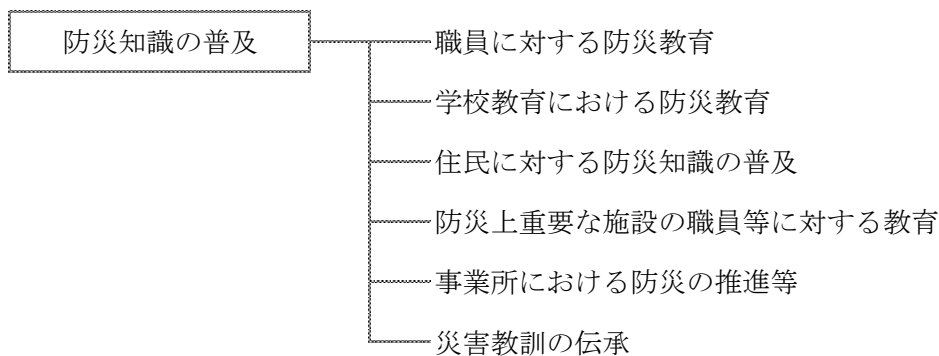 防災知識の普及
職員に対する防災教育
学校教育における防災教育
住民に対する防災知識の普及
防災上重要な施設の職員等に対する教育
事業所における防災の推進等
災害教訓の伝承